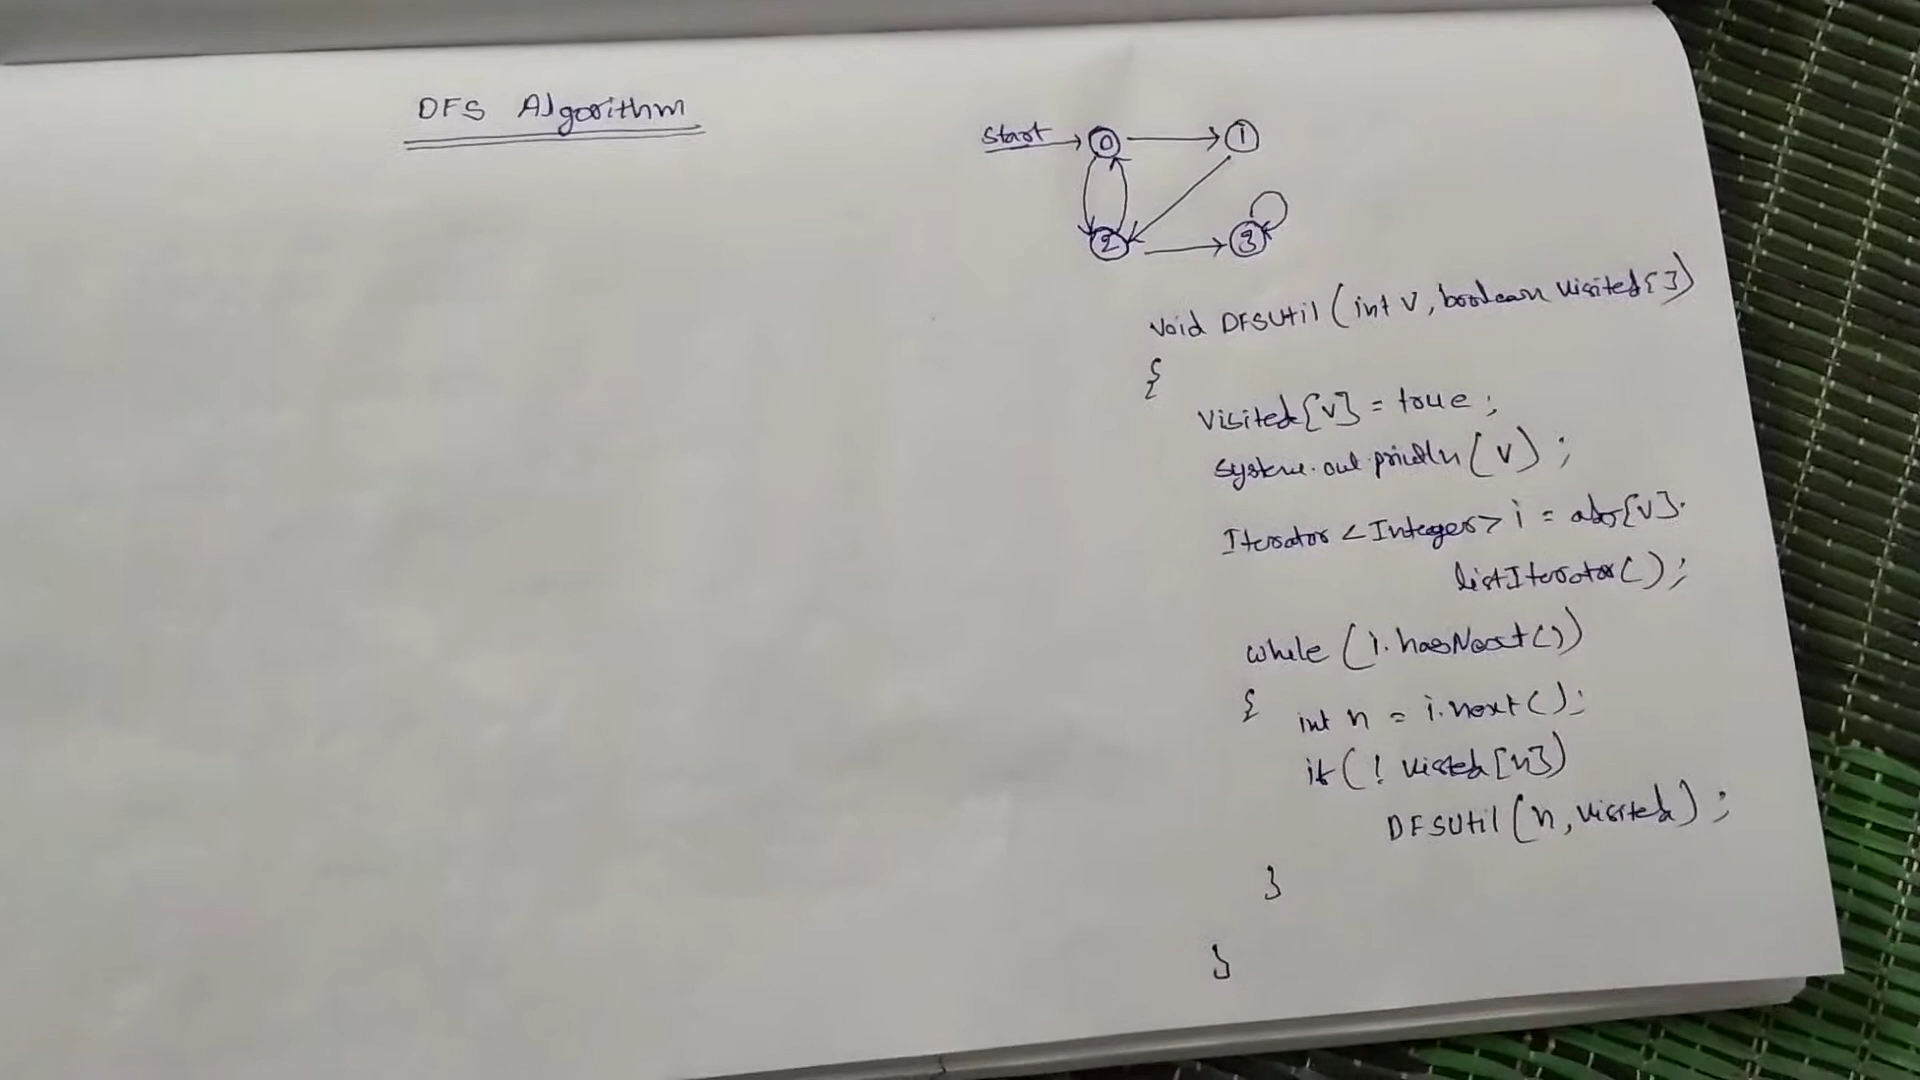 DFS Algorithm
Start
0
1
2
3
void DFSUtil (int v, boolean visited[])
{
visited[v] = true;
System.out.println(v);
Iterator <Integer> i = adj[v].
listIterator();
while (i.hasNext())
{ int n = i.next();
if (! visited[n])
DFSUtil (n, visited);
}
}